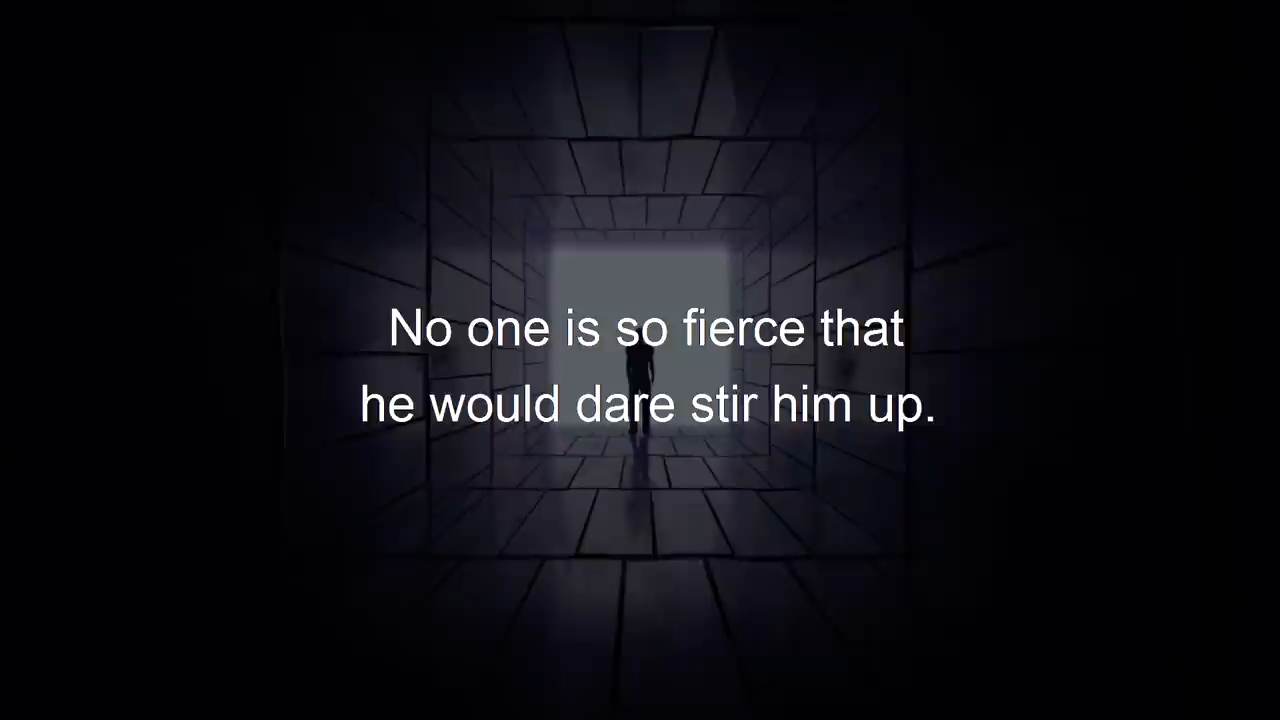 No one is so fierce that
he would dare stir him up.